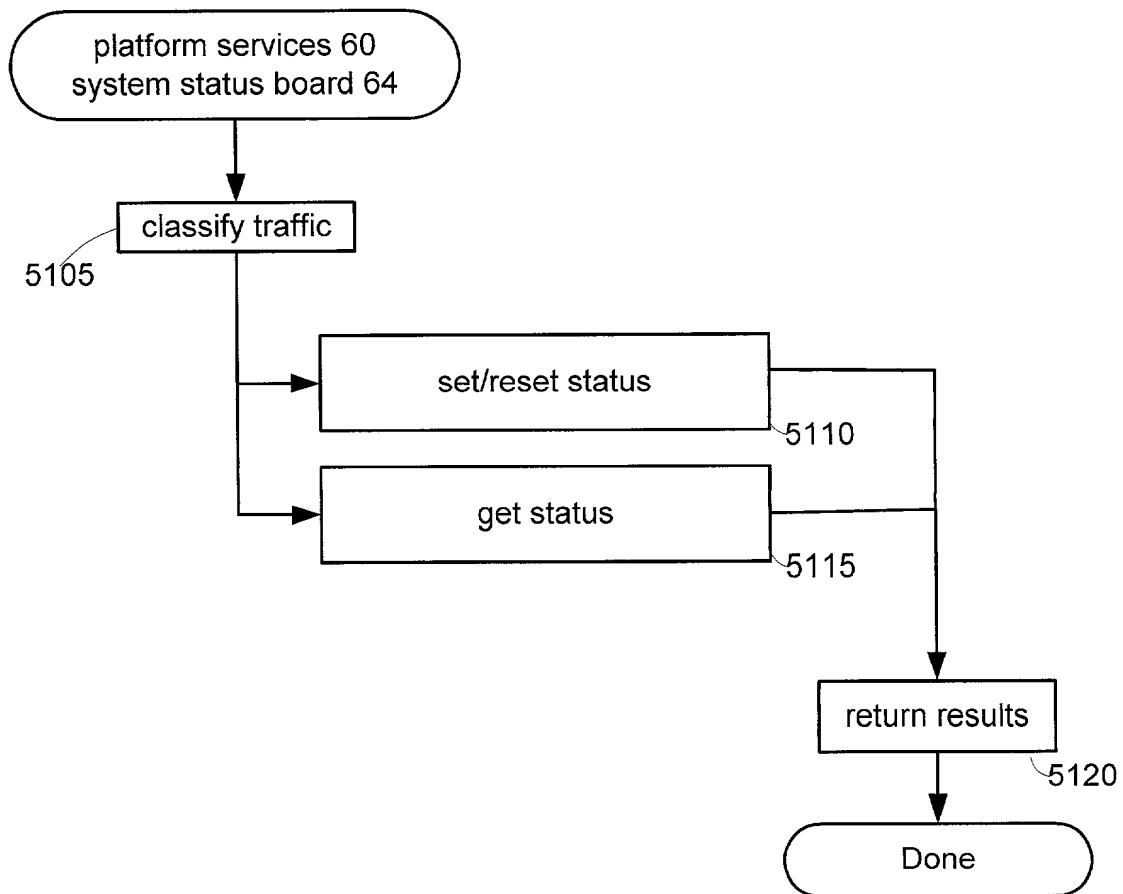 platform services 60
system status board 64
classify traffic
5105
set/reset status
5110
get status
5115
return results
5120
Done